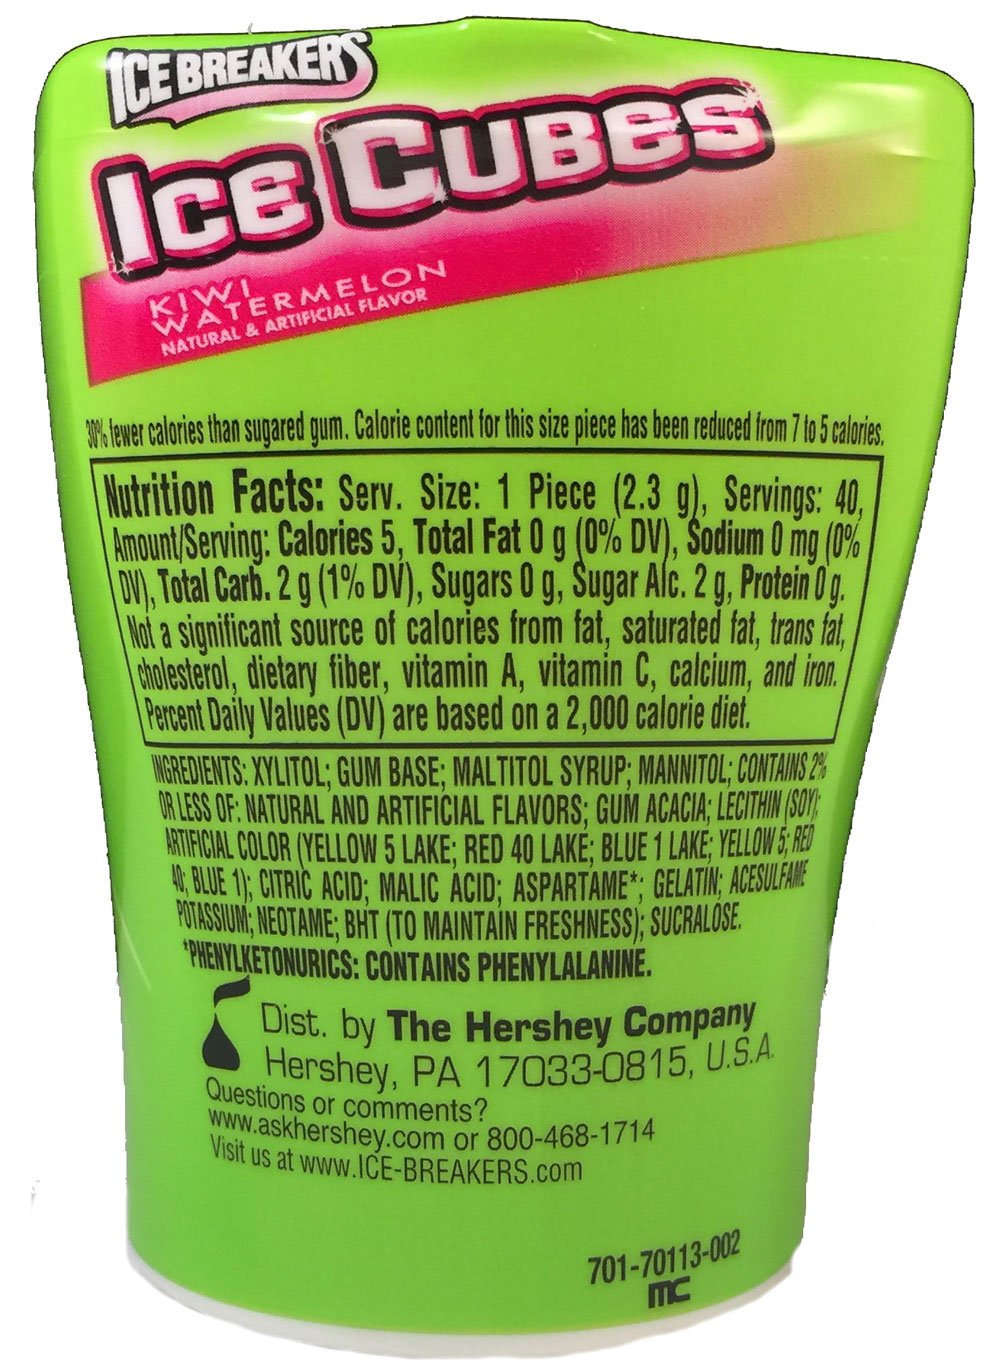 ICE BREAKERS
ICE CUBES
KIWI
WATERMELON
NATURAL & ARTIFICIAL FLAVOR
30% fewer calories than sugared gum. Calorie content for this size piece has been reduced from 7 to 5 calories.
Nutrition Facts: Serv. Size: 1 Piece (2.3 g), Servings: 40,
Amount/Serving: Calories 5, Total Fat 0 g (0% DV), Sodium 0 mg (0%
DV), Total Carb. 2 g (1% DV), Sugars 0 g, Sugar Alc. 2 g, Protein 0 g.
Not a significant source of calories from fat, saturated fat, trans fat,
cholesterol, dietary fiber, vitamin A, vitamin C, calcium, and iron.
Percent Daily Values (DV) are based on a 2,000 calorie diet.
INGREDIENTS: XYLITOL; GUM BASE; MALTITOL SYRUP; MANNITOL; CONTAINS 2%
OR LESS OF: NATURAL AND ARTIFICIAL FLAVORS; GUM ACACIA; LECITHIN (SOY);
ARTIFICIAL COLOR (YELLOW 5 LAKE; RED 40 LAKE; BLUE 1 LAKE; YELLOW 5; RED
40; BLUE 1); CITRIC ACID; MALIC ACID; ASPARTAME*; GELATIN; ACESULFAME
POTASSIUM; NEOTAME; BHT (TO MAINTAIN FRESHNESS); SUCRALOSE.
*PHENYLKETONURICS: CONTAINS PHENYLALANINE.
Dist. by The Hershey Company
Hershey, PA 17033-0815, U.S.A.
Questions or comments?
www.askhershey.com or 800-468-1714
Visit us at www.ICE-BREAKERS.com
701-70113-002
mc